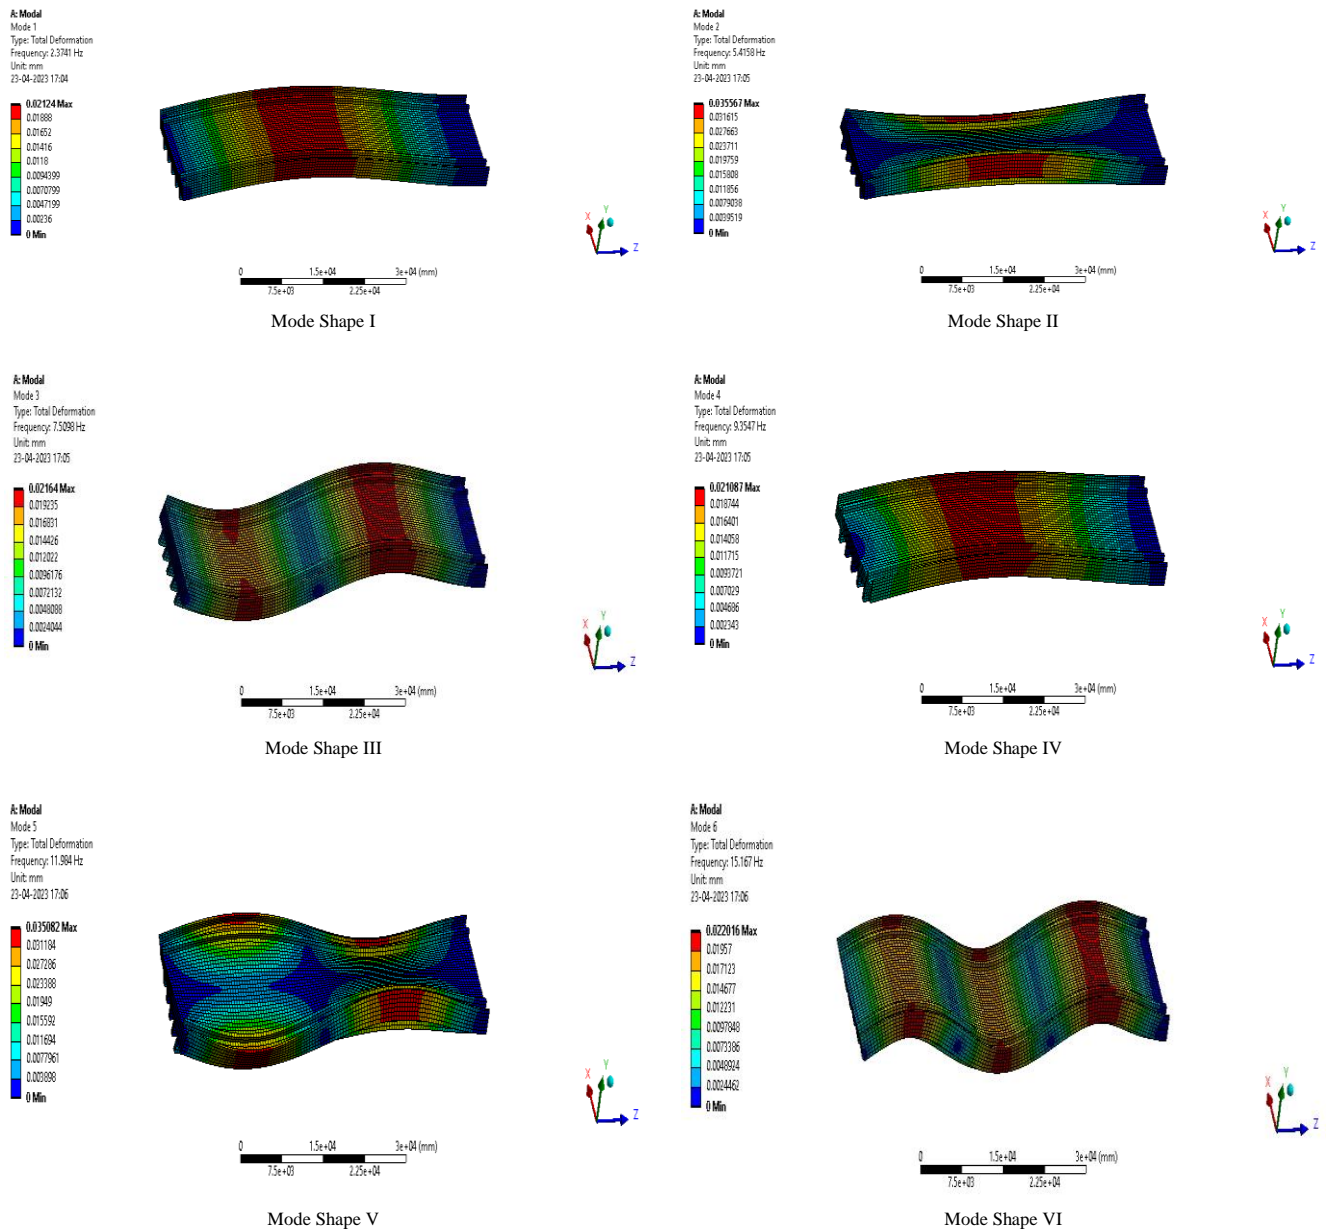 A: Modal
Mode 1
Type: Total Deformation
Frequency: 2.3741 Hz
Unit: mm
23-04-2023 17:04
0.02124 Max
0.01888
0.01652
0.01416
0.0118
0.0094399
0.0070799
0.0047199
0.00236
0 Min
X
Y
Z
0 1.5e+04 3e+04 (mm)
7.5e+03 2.25e+04
Mode Shape I
A: Modal
Mode 2
Type: Total Deformation
Frequency: 5.4158 Hz
Unit: mm
23-04-2023 17:05
0.035567 Max
0.031615
0.027663
0.023711
0.019759
0.015808
0.011856
0.0079038
0.0039519
0 Min
X
Y
Z
0 1.5e+04 3e+04 (mm)
7.5e+03 2.25e+04
Mode Shape II
A: Modal
Mode 3
Type: Total Deformation
Frequency: 7.5098 Hz
Unit: mm
23-04-2023 17:05
0.02164 Max
0.019235
0.016831
0.014426
0.012022
0.0096176
0.0072132
0.0048088
0.0024044
0 Min
X
Y
Z
0 1.5e+04 3e+04 (mm)
7.5e+03 2.25e+04
Mode Shape III
A: Modal
Mode 4
Type: Total Deformation
Frequency: 9.3547 Hz
Unit: mm
23-04-2023 17:05
0.021087 Max
0.018744
0.016401
0.014058
0.011715
0.0093721
0.007029
0.004686
0.002343
0 Min
X
Y
Z
0 1.5e+04 3e+04 (mm)
7.5e+03 2.25e+04
Mode Shape IV
A: Modal
Mode 5
Type: Total Deformation
Frequency: 11.984 Hz
Unit: mm
23-04-2023 17:06
0.035082 Max
0.031184
0.027286
0.023388
0.01949
0.015592
0.011694
0.0077961
0.003898
0 Min
X
Y
Z
0 1.5e+04 3e+04 (mm)
7.5e+03 2.25e+04
Mode Shape V
A: Modal
Mode 6
Type: Total Deformation
Frequency: 15.167 Hz
Unit: mm
23-04-2023 17:06
0.022016 Max
0.01957
0.017123
0.014677
0.012231
0.0097848
0.0073386
0.0048924
0.0024462
0 Min
X
Y
Z
0 1.5e+04 3e+04 (mm)
7.5e+03 2.25e+04
Mode Shape VI